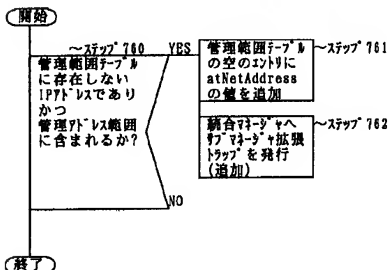 開始
～ステップ760
管理範囲テーブル
に存在しない
IPアドレスであり
かつ
管理アドレス範囲
に含まれるか?
YES
管理範囲テーブル
の空のエントリに
atNetAddress
の値を追加
～ステップ761
統合マネージャへ
サブマネージャ拡張
トラップを発行
(追加)
～ステップ762
NO
終了